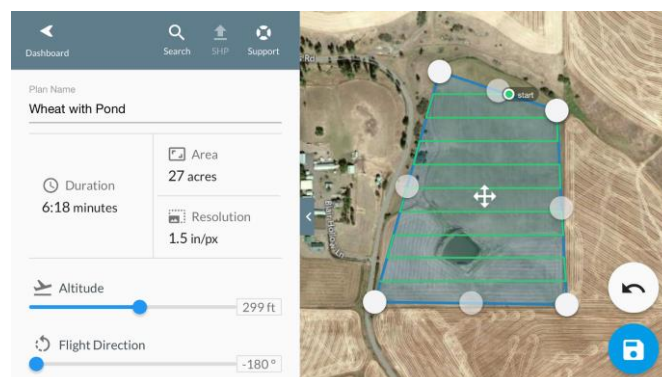 Dashboard
Search
SHP
Support
Plan Name
Wheat with Pond
Duration
6:18 minutes
Area
27 acres
Resolution
1.5 in/px
Altitude
299 ft
Flight Direction
-180 °
Rd
start